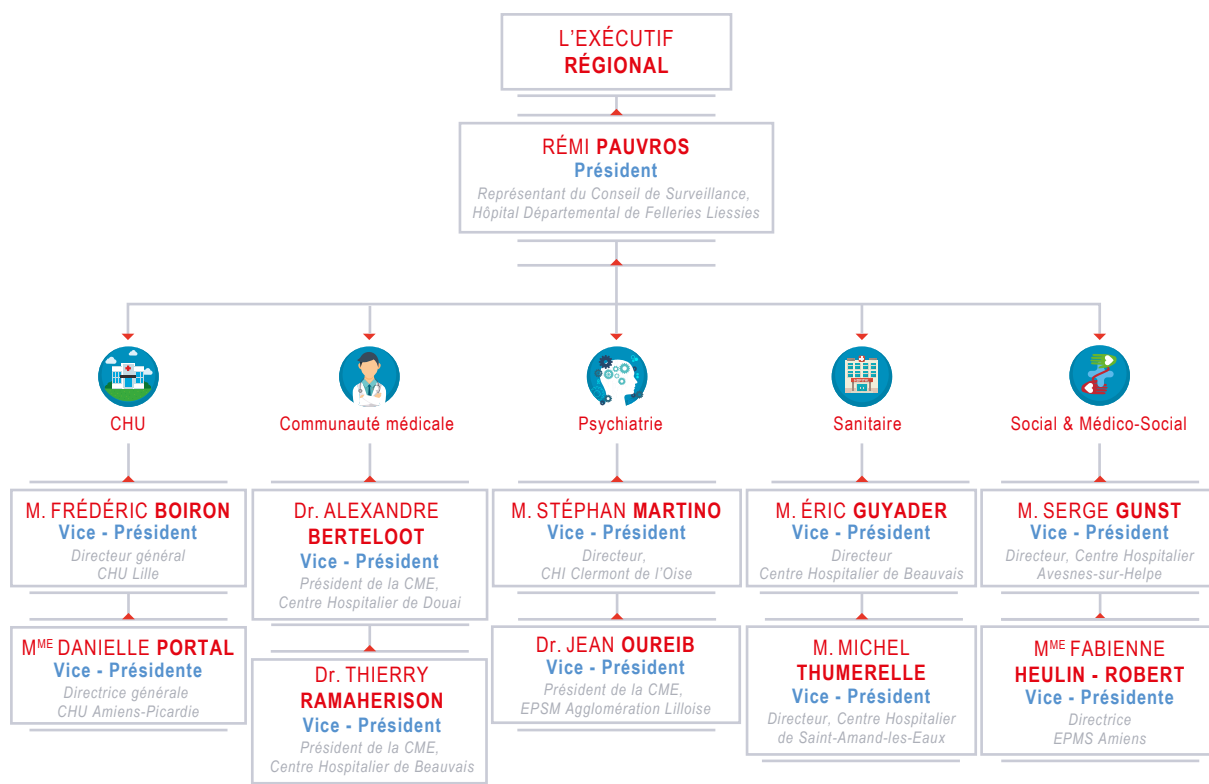 L'EXÉCUTIF
RÉGIONAL
RÉMI PAUVROS
Président
Représentant du Conseil de Surveillance,
Hôpital Départemental de Felleries Liessies
CHU
Communauté médicale
Psychiatrie
Sanitaire
Social & Médico-Social
M. FRÉDÉRIC BOIRON
Vice - Président
Directeur général
CHU Lille
MME DANIELLE PORTAL
Vice - Présidente
Directrice générale
CHU Amiens-Picardie
Dr. ALEXANDRE
BERTELOOT
Vice - Président
Président de la CME,
Centre Hospitalier de Douai
Dr. THIERRY
RAMAHERISON
Vice - Président
Président de la CME,
Centre Hospitalier de Beauvais
M. STÉPHAN MARTINO
Vice - Président
Directeur,
CHI Clermont de l'Oise
Dr. JEAN OUREIB
Vice - Président
Président de la CME,
EPSM Agglomération Lilloise
M. ÉRIC GUYADER
Vice - Président
Directeur
Centre Hospitalier de Beauvais
M. MICHEL
THUMERELLE
Vice - Président
Directeur, Centre Hospitalier
de Saint-Amand-les-Eaux
M. SERGE GUNST
Vice - Président
Directeur, Centre Hospitalier
Avesnes-sur-Helpe
MME FABIENNE
HEULIN - ROBERT
Vice - Présidente
Directrice
EPMS Amiens